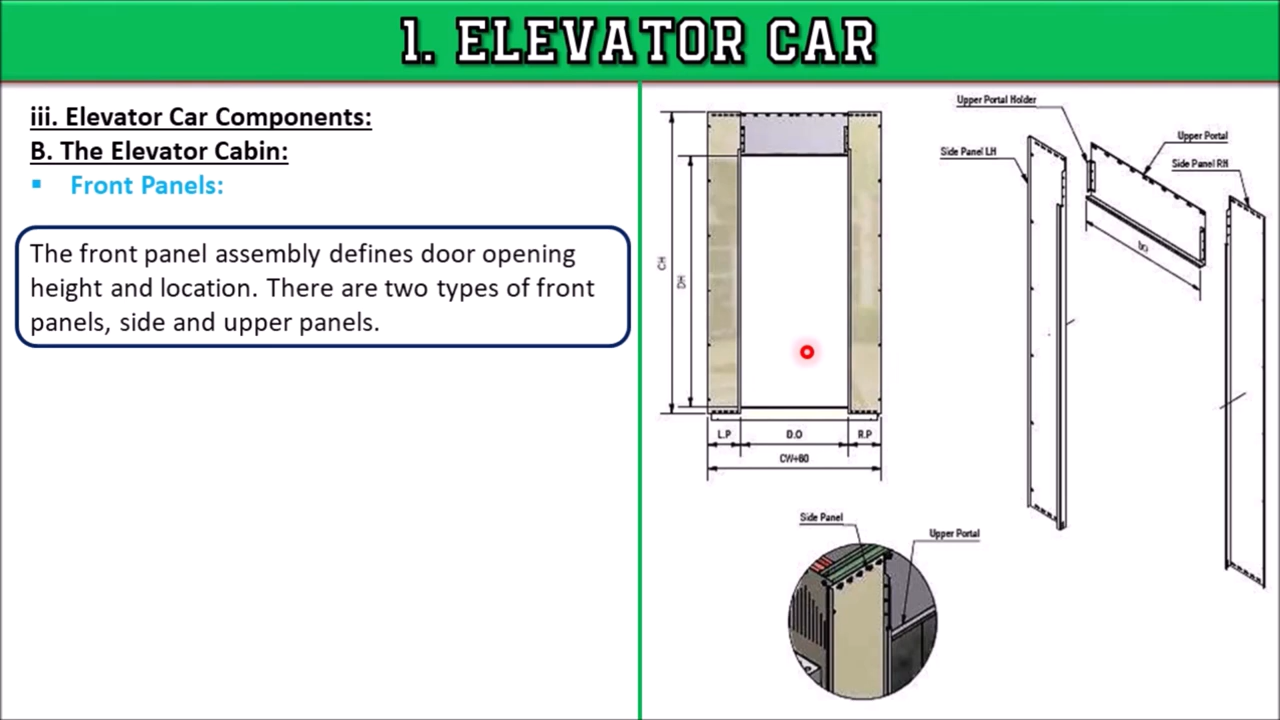 1. ELEVATOR CAR
iii. Elevator Car Components:
B. The Elevator Cabin:
▪ Front Panels:
The front panel assembly defines door opening
height and location. There are two types of front
panels, side and upper panels.
CH
DH
L.P
D.O
R.P
CW+60
Upper Portal Holder
Upper Portal
Side Panel LH
Side Panel RH
Side Panel
Upper Portal